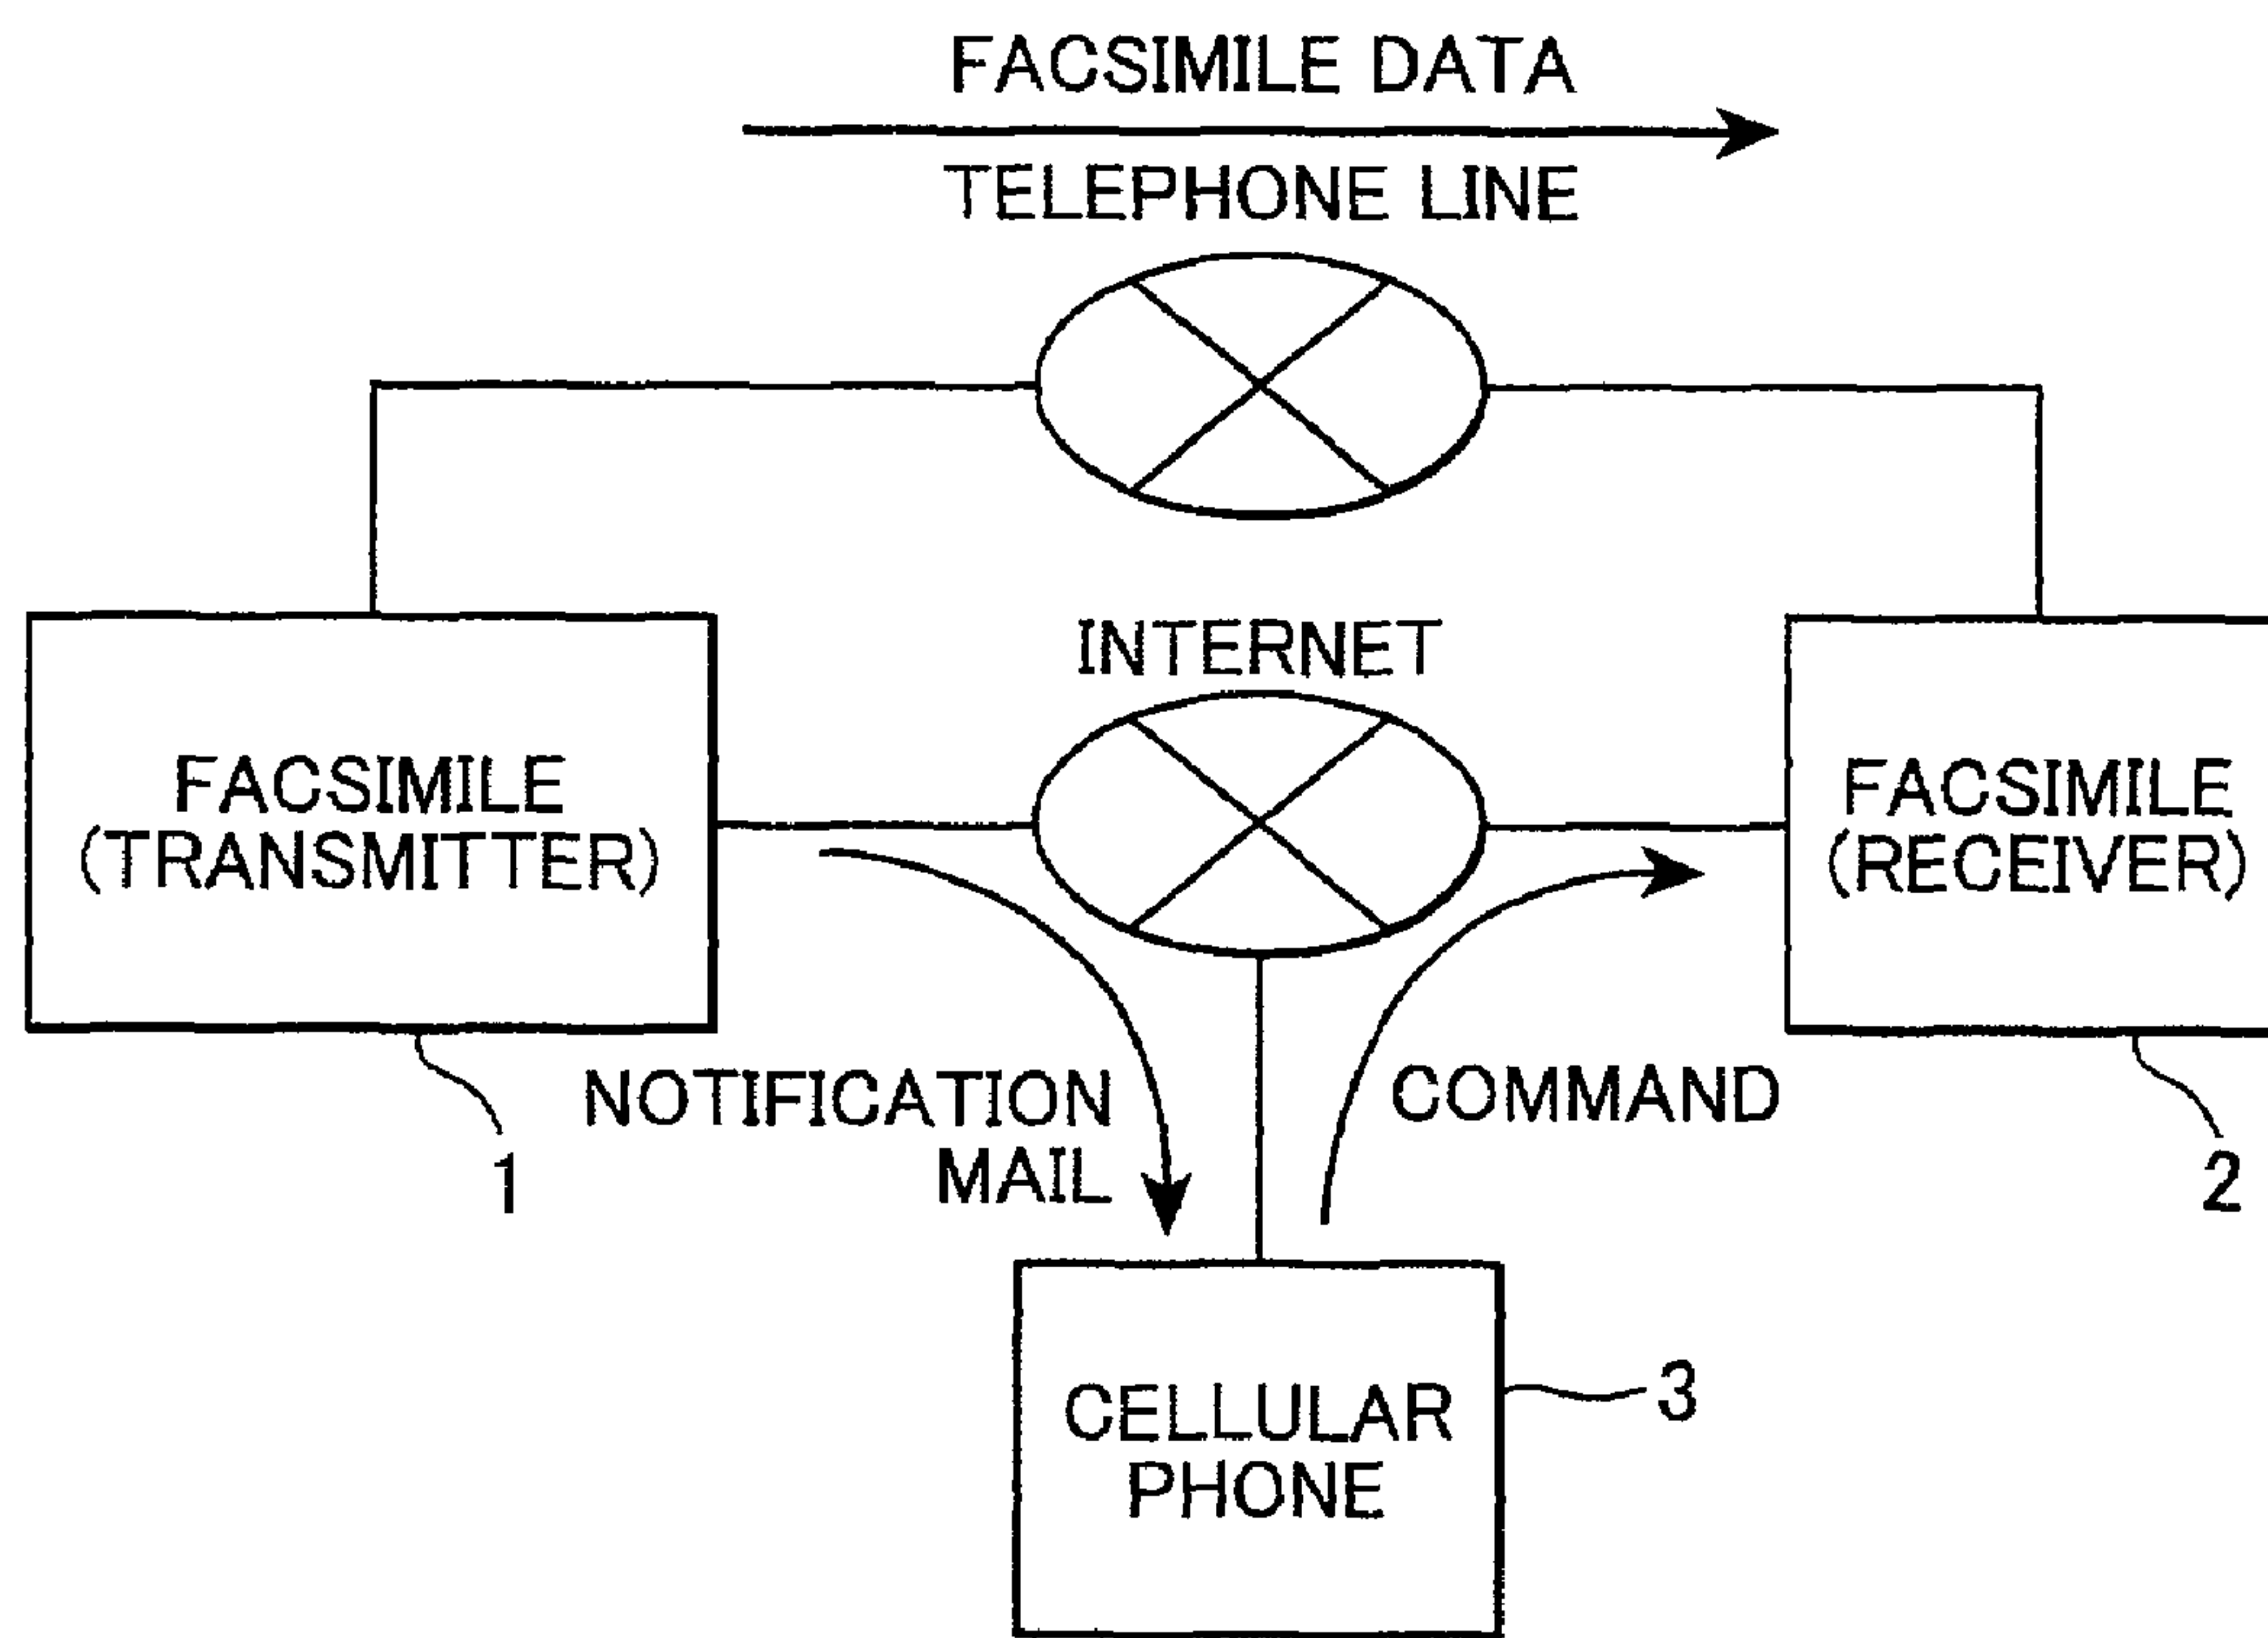 FACSIMILE DATA
TELEPHONE LINE
INTERNET
FACSIMILE
(TRANSMITTER)
FACSIMILE
(RECEIVER)
NOTIFICATION
MAIL
COMMAND
1
2
CELLULAR
PHONE
3